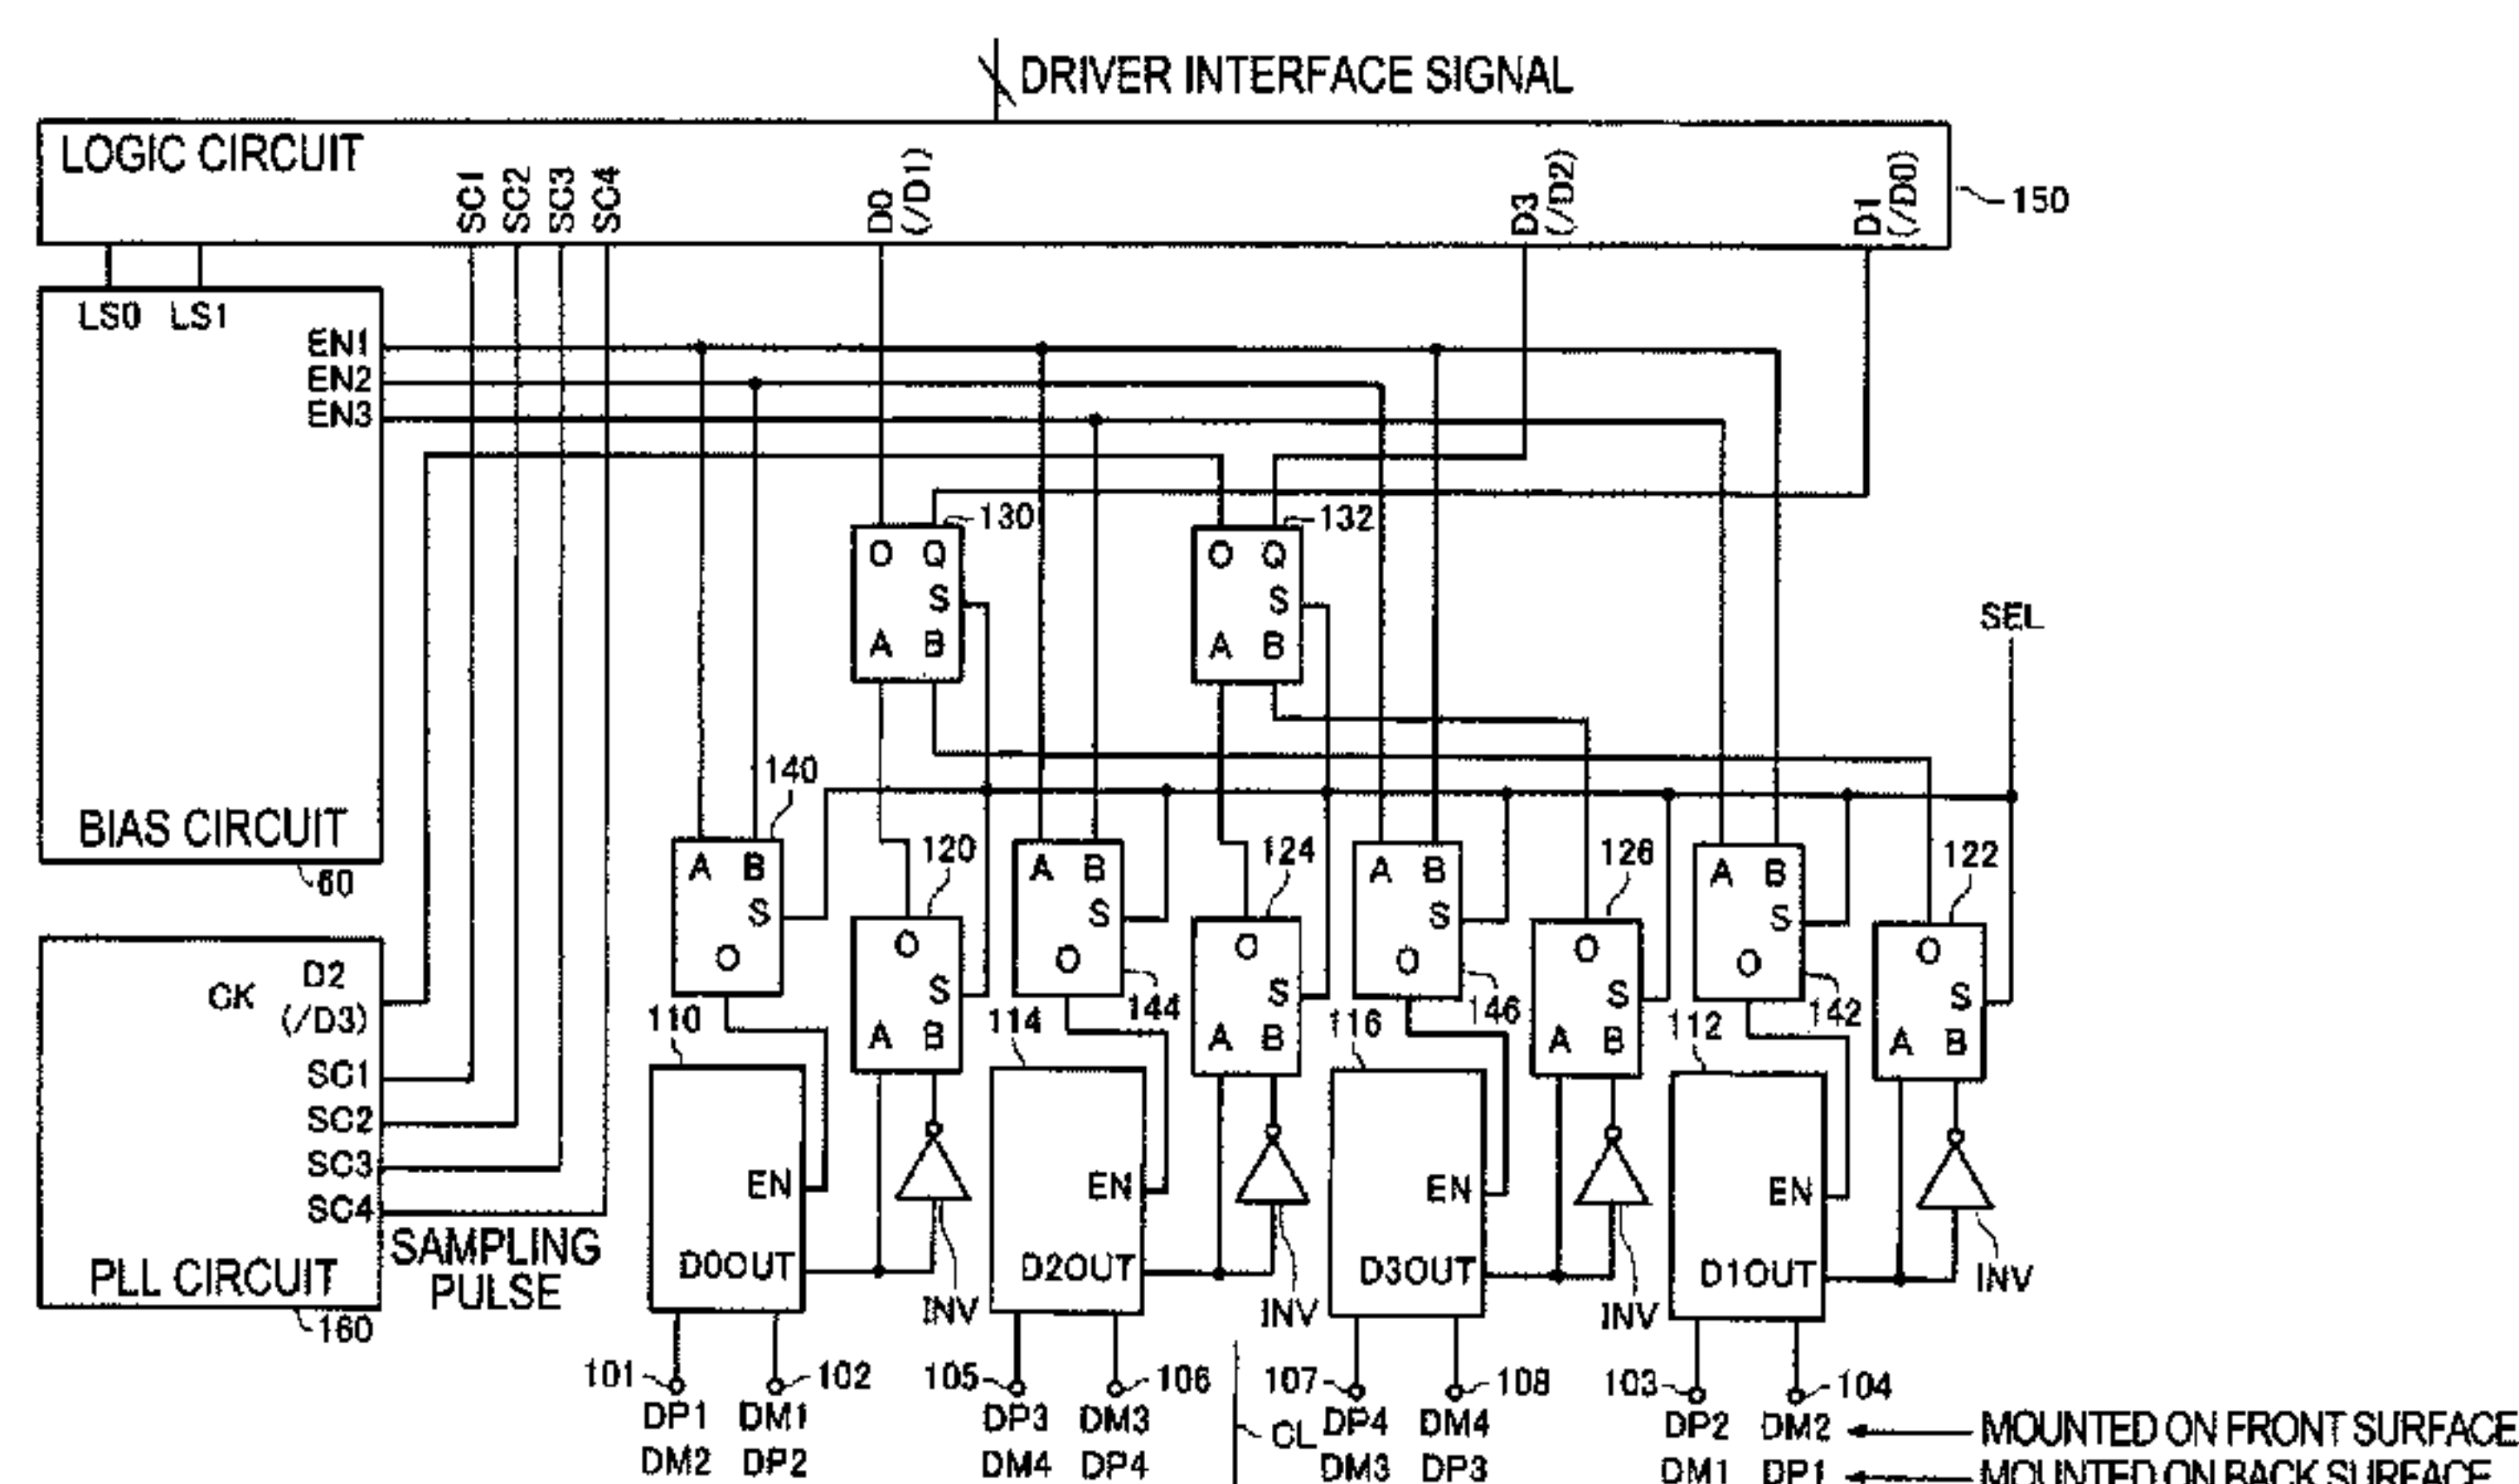 DRIVER INTERFACE SIGNAL
LOGIC CIRCUIT
SC1
SC2
SC3
SC4
D0
(/D1)
D3
(/D2)
D1
(/D0)
150
LS0 LS1
EN1
EN2
EN3
BIAS CIRCUIT
60
130
O Q
S
A B
132
O Q
S
A B
SEL
140
A B
S
O
120
O
S
A B
144
A B
S
O
124
O
S
A B
146
A B
S
O
126
O
S
A B
142
A B
S
O
122
O
S
A B
CK D2
(/D3)
SC1
SC2
SC3
SC4
PLL CIRCUIT
160
SAMPLING
PULSE
110
EN
D0OUT
INV
114
EN
D2OUT
INV
116
EN
D3OUT
INV
112
EN
D1OUT
INV
101 102 105 106 107 108 103 104
DP1 DM1 DP3 DM3 CL DP4 DM4 DP2 DM2 MOUNTED ON FRONT SURFACE
DM2 DP2 DM4 DP4 DM3 DP3 DM1 DP1 MOUNTED ON BACK SURFACE